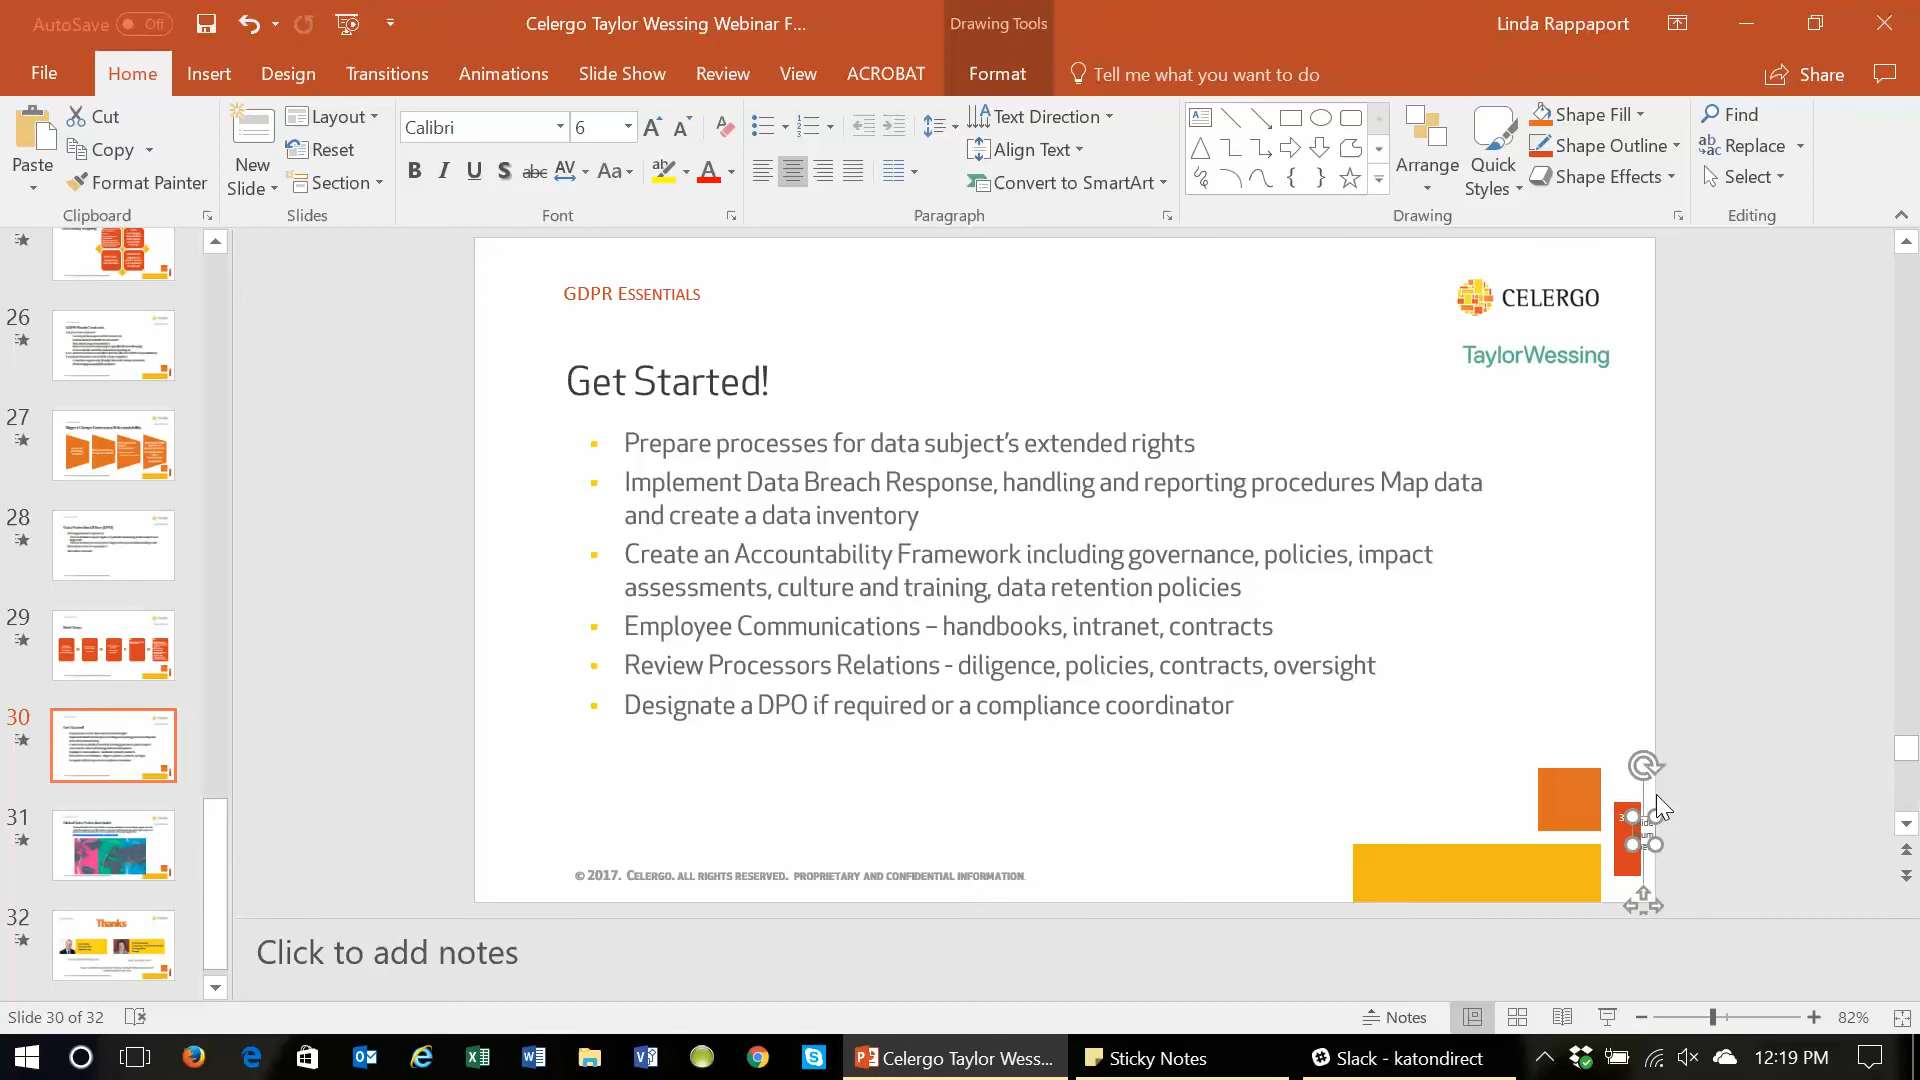 AutoSave Off
Celergo Taylor Wessing Webinar F...
Drawing Tools
Linda Rappaport
File
Home
Insert
Design
Transitions
Animations
Slide Show
Review
View
ACROBAT
Format
Tell me what you want to do
Share
Paste
Cut
Copy
Format Painter
Clipboard
New
Slide
Layout
Reset
Section
Slides
Calibri
6
Font
Text Direction
Align Text
Convert to SmartArt
Paragraph
Arrange
Quick
Styles
Shape Fill
Shape Outline
Shape Effects
Drawing
Find
Replace
Select
Editing
26
27
28
29
30
31
32
Thanks
GDPR ESSENTIALS
CELERGO
TaylorWessing
Get Started!
Prepare processes for data subject's extended rights
Implement Data Breach Response, handling and reporting procedures Map data
and create a data inventory
Create an Accountability Framework including governance, policies, impact
assessments, culture and training, data retention policies
Employee Communications – handbooks, intranet, contracts
Review Processors Relations - diligence, policies, contracts, oversight
Designate a DPO if required or a compliance coordinator
© 2017. CELERGO. ALL RIGHTS RESERVED. PROPRIETARY AND CONFIDENTIAL INFORMATION.
Click to add notes
Slide 30 of 32
Notes
82%
Celergo Taylor Wess...
Sticky Notes
Slack - katondirect
12:19 PM